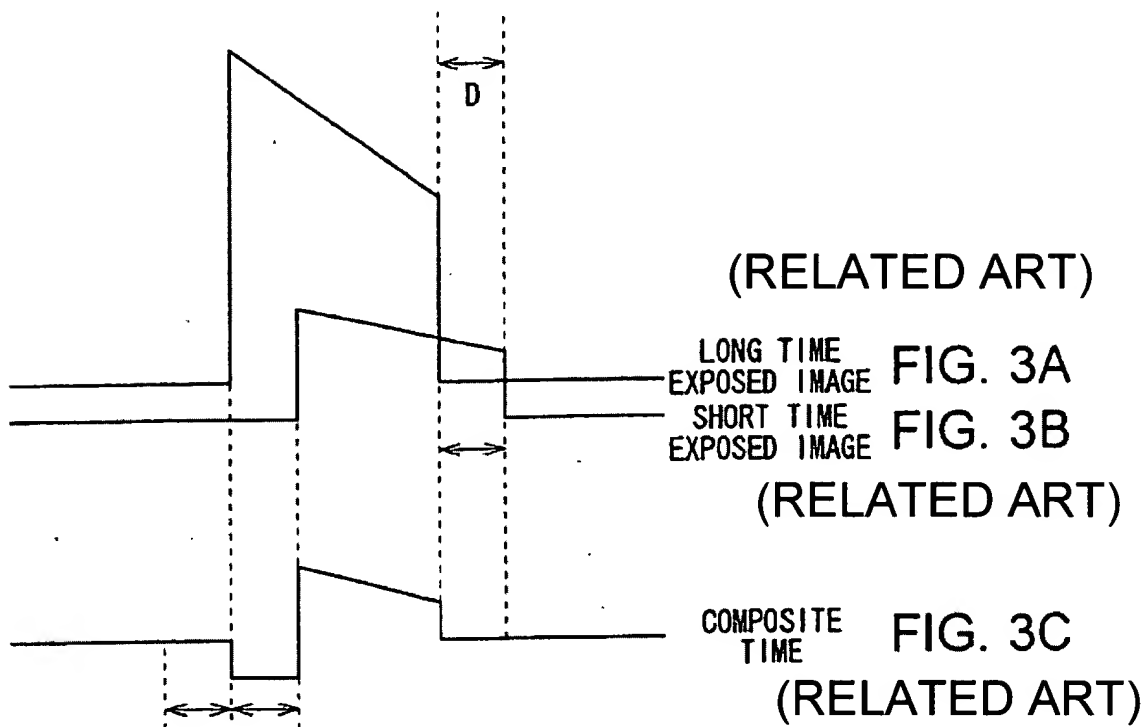 D
(RELATED ART)
LONG TIME
EXPOSED IMAGE
FIG. 3A
SHORT TIME
EXPOSED IMAGE
FIG. 3B
(RELATED ART)
COMPOSITE
TIME
FIG. 3C
(RELATED ART)